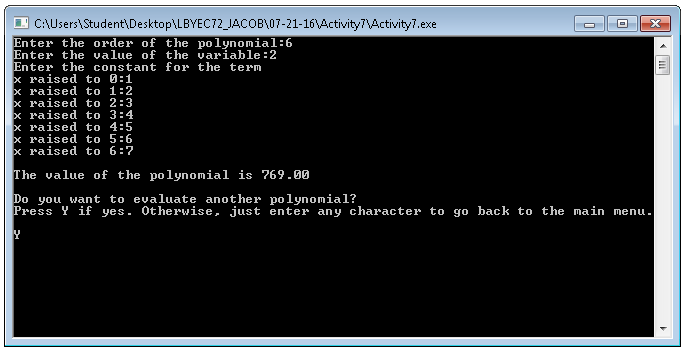 C:\Users\Student\Desktop\LBYEC72_JACOB\07-21-16\Activity7\Activity7.exe
Enter the order of the polynomial:6
Enter the value of the variable:2
Enter the constant for the term
x raised to 0:1
x raised to 1:2
x raised to 2:3
x raised to 3:4
x raised to 4:5
x raised to 5:6
x raised to 6:7
The value of the polynomial is 769.00
Do you want to evaluate another polynomial?
Press Y if yes. Otherwise, just enter any character to go back to the main menu.
Y